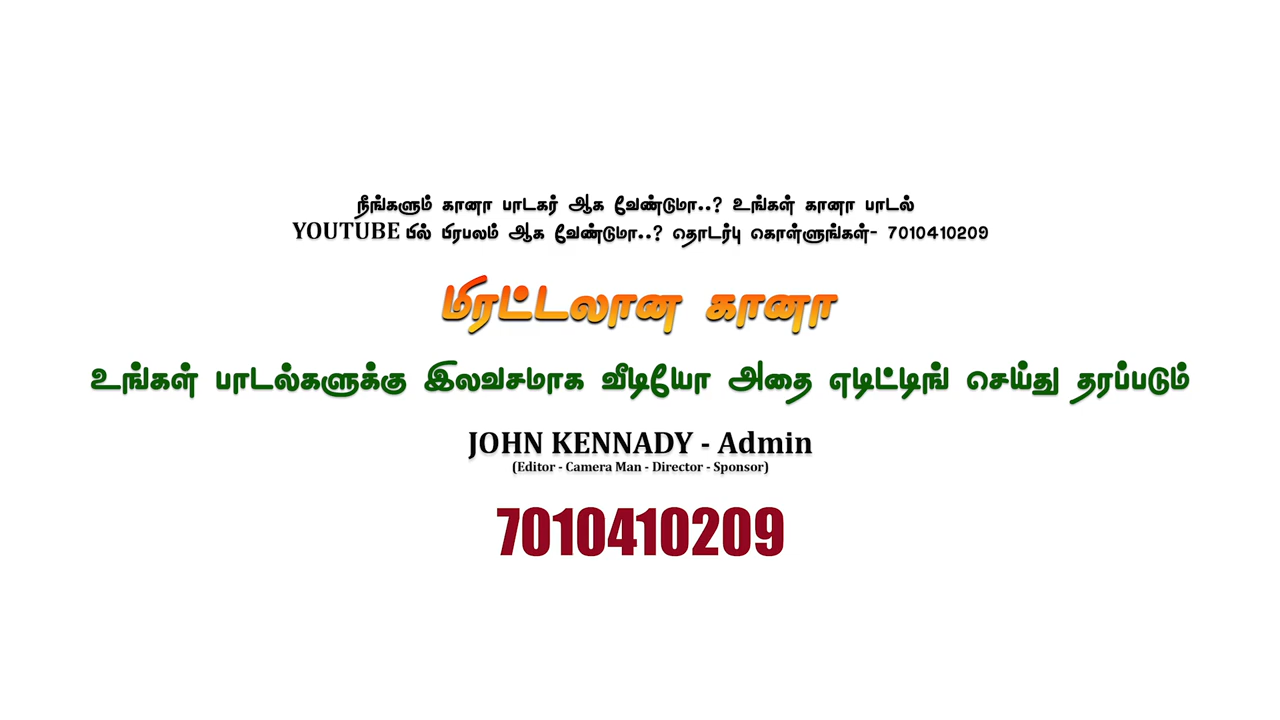 நீங்களும் கானா பாடகர் ஆக வேண்டுமா..? உங்கள் கானா பாடல்
YOUTUBE பில் பிரபலம் ஆக வேண்டுமா..? தொடர்பு கொள்ளுங்கள்- 7010410209
மிரட்டலான கானா
உங்கள் பாடல்களுக்கு இலவசமாக வீடியோ அதை எடிட்டிங் செய்து தரப்படும்
JOHN KENNADY - Admin
(Editor - Camera Man - Director - Sponsor)
7010410209